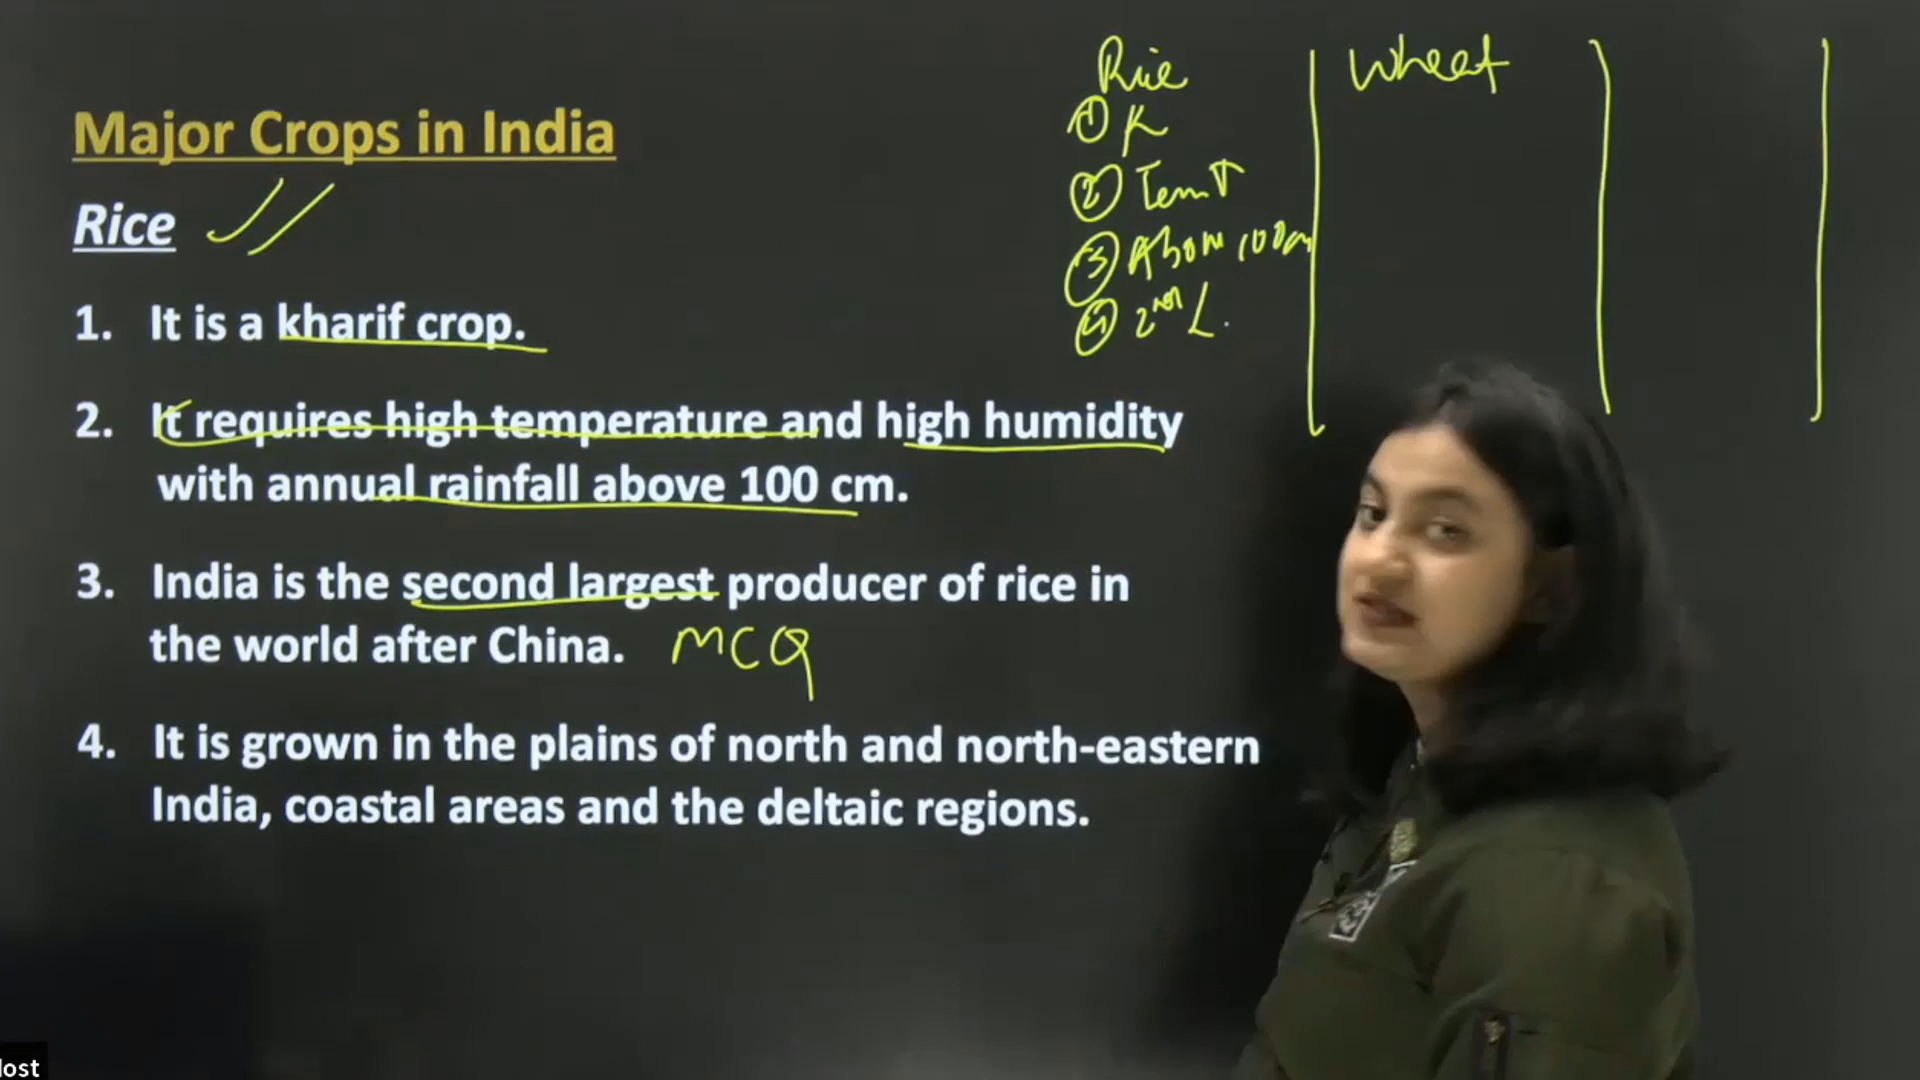 Major Crops in India
Rice
1. It is a kharif crop.
2. It requires high temperature and high humidity
with annual rainfall above 100 cm.
3. India is the second largest producer of rice in
the world after China. MCQ
4. It is grown in the plains of north and north-eastern
India, coastal areas and the deltaic regions.
Rice
① K
② Tem ↑
③ Above 100cm
④ 2nd L.
Wheat